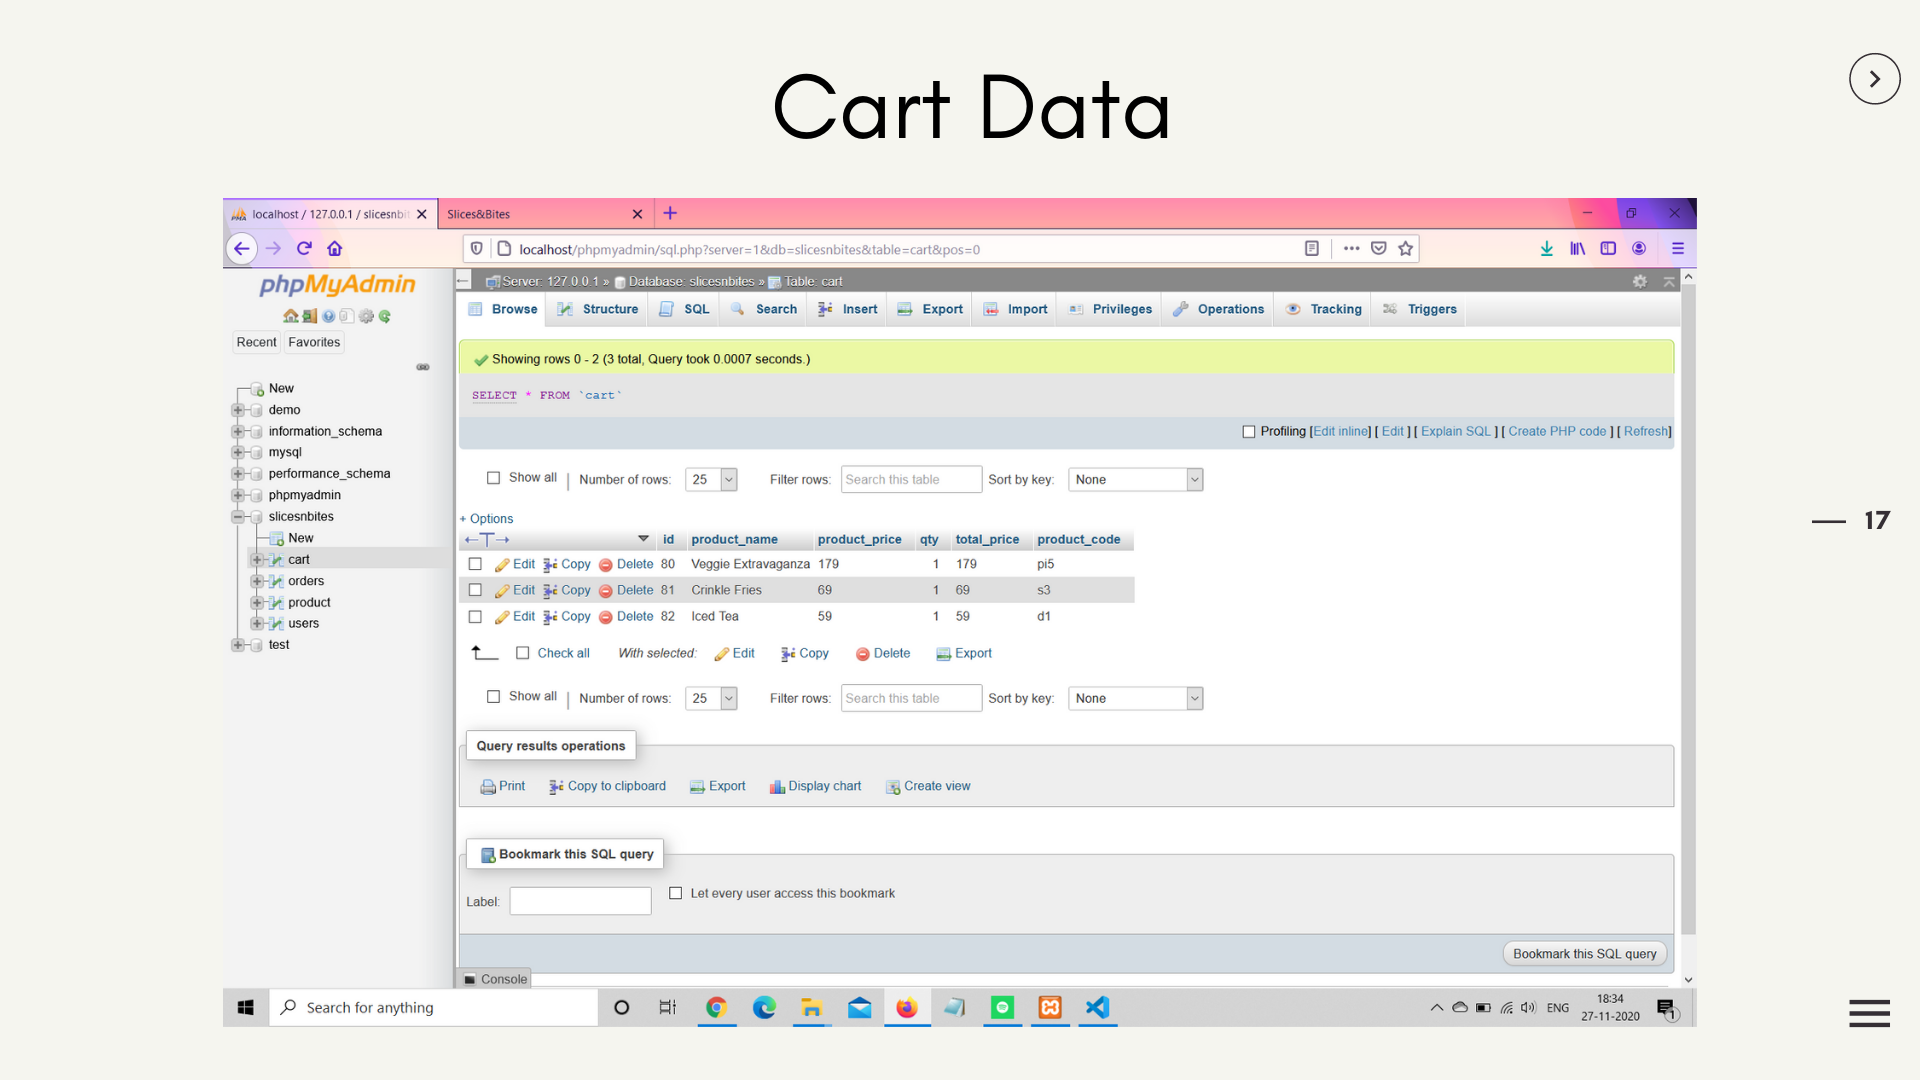 Cart Data
localhost / 127.0.0.1 / slicesnbi
Slices&Bites
localhost/phpmyadmin/sql.php?server=1&db=slicesnbites&table=cart&pos=0
phpMyAdmin
Recent Favorites
New
demo
information_schema
mysql
performance_schema
phpmyadmin
slicesnbites
New
cart
orders
product
users
test
Server: 127.0.0.1 » Database: slicesnbites » Table: cart
Browse Structure SQL Search Insert Export Import Privileges Operations Tracking Triggers
Showing rows 0 - 2 (3 total, Query took 0.0007 seconds.)
SELECT * FROM `cart`
Profiling [Edit inline] [ Edit ] [ Explain SQL ] [ Create PHP code ] [ Refresh]
Show all | Number of rows: 25 Filter rows: Search this table Sort by key: None
+ Options
←T→ id product_name product_price qty total_price product_code
Edit Copy Delete 80 Veggie Extravaganza 179 1 179 pi5
Edit Copy Delete 81 Crinkle Fries 69 1 69 s3
Edit Copy Delete 82 Iced Tea 59 1 59 d1
Check all With selected: Edit Copy Delete Export
Show all | Number of rows: 25 Filter rows: Search this table Sort by key: None
Query results operations
Print Copy to clipboard Export Display chart Create view
Bookmark this SQL query
Label: Let every user access this bookmark
Bookmark this SQL query
Console
Search for anything
ENG
18:34
27-11-2020
1
17